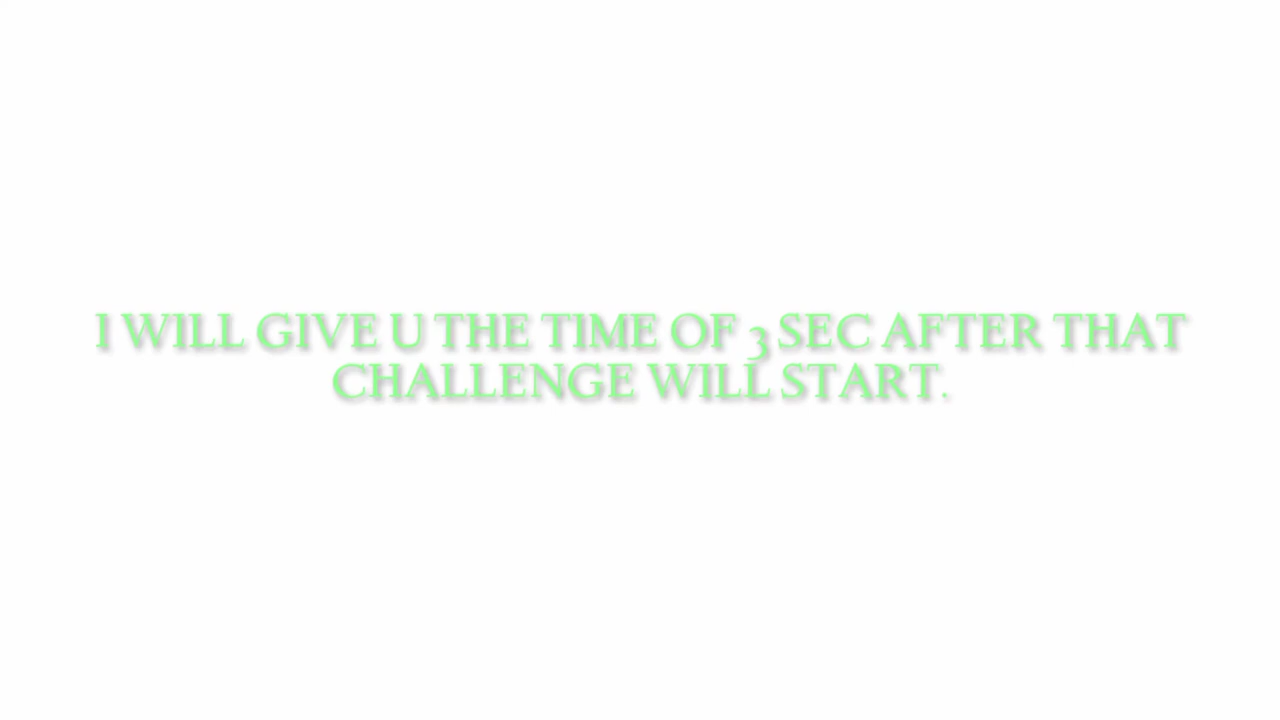 I WILL GIVE U THE TIME OF 3 SEC AFTER THAT
CHALLENGE WILL START.